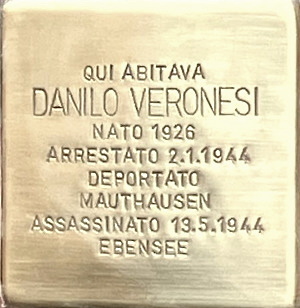 QUI ABITAVA
DANILO VERONESI
NATO 1926
ARRESTATO 2.1.1944
DEPORTATO
MAUTHAUSEN
ASSASSINATO 13.5.1944
EBENSEE